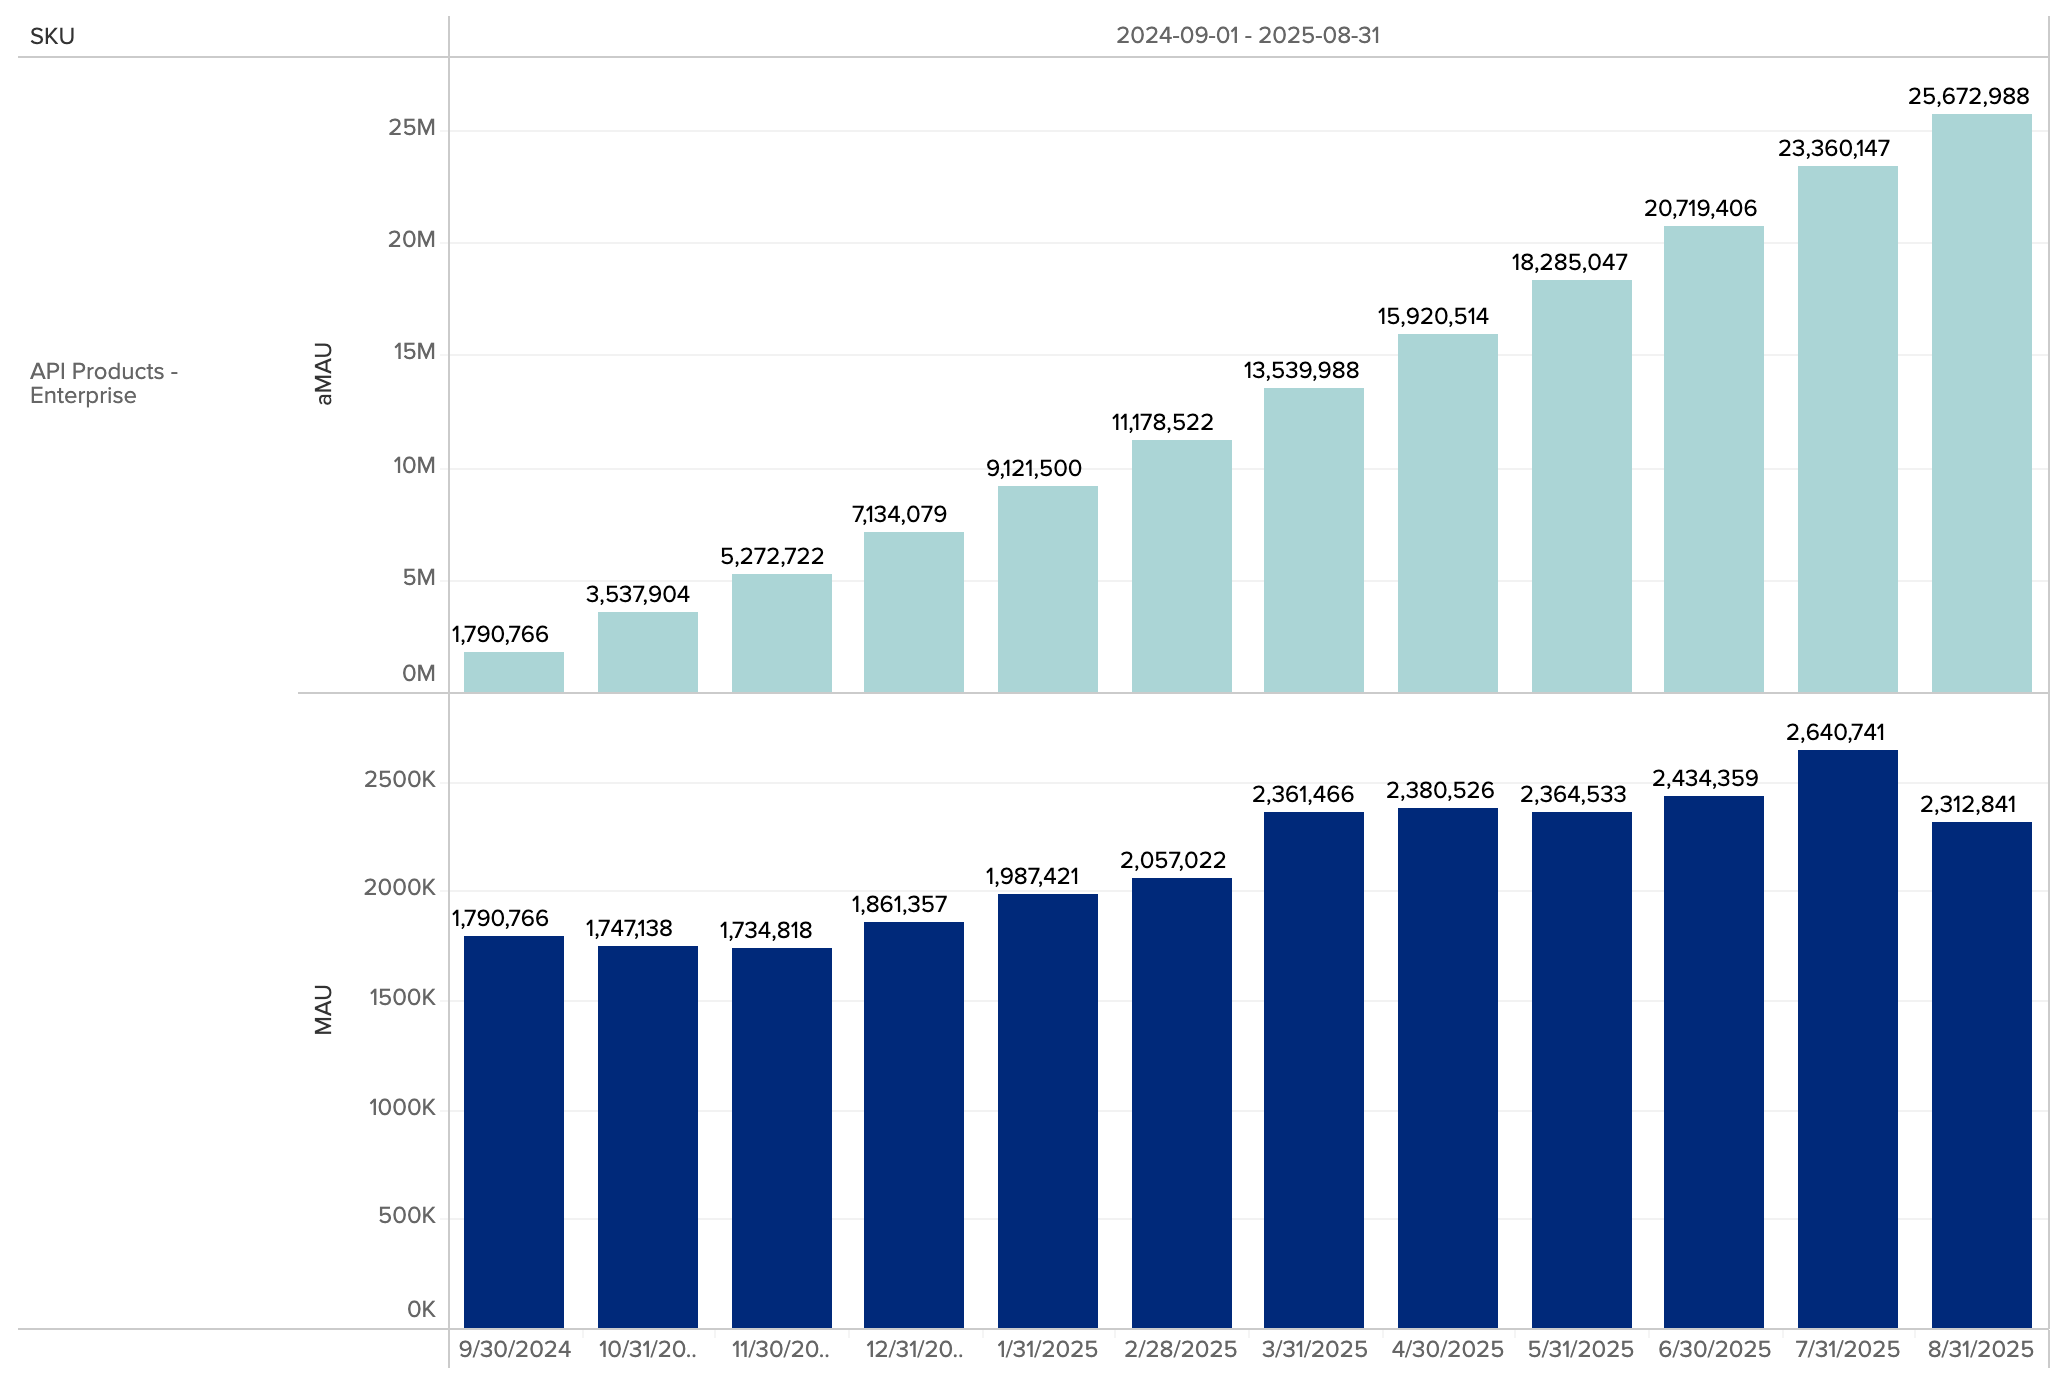 SKU
2024-09-01 - 2025-08-31
API Products -
Enterprise
aMAU
25M
20M
15M
10M
5M
0M
1,790,766
3,537,904
5,272,722
7,134,079
9,121,500
11,178,522
13,539,988
15,920,514
18,285,047
20,719,406
23,360,147
25,672,988
MAU
2500K
2000K
1500K
1000K
500K
0K
1,790,766
1,747,138
1,734,818
1,861,357
1,987,421
2,057,022
2,361,466
2,380,526
2,364,533
2,434,359
2,640,741
2,312,841
9/30/2024
10/31/20..
11/30/20..
12/31/20..
1/31/2025
2/28/2025
3/31/2025
4/30/2025
5/31/2025
6/30/2025
7/31/2025
8/31/2025